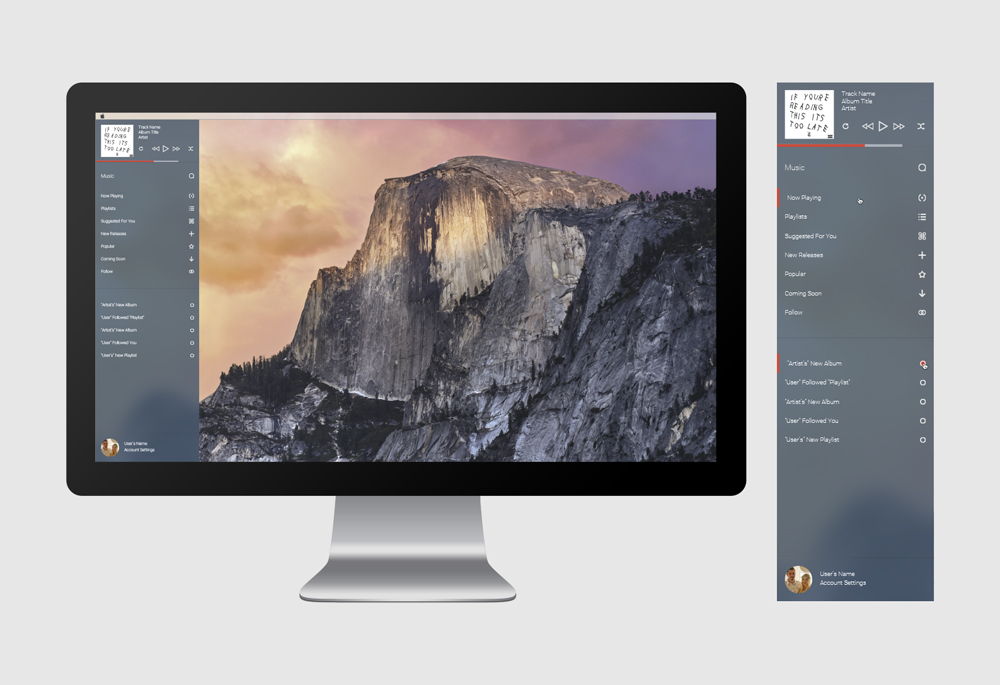 IF YOURE
READING
THIS ITS
TOO LATE
Track Name
Album Title
Artist
Music
Now Playing
Playlists
Suggested For You
New Releases
Popular
Coming Soon
Follow
"Artist's" New Album
"User" Followed "Playlist"
"Artist's" New Album
"User" Followed You
"User's" New Playlist
User's Name
Account Settings
IF YOURE
READING
THIS ITS
TOO LATE
Track Name
Album Title
Artist
Music
Now Playing
Playlists
Suggested For You
New Releases
Popular
Coming Soon
Follow
"Artist's" New Album
"User" Followed "Playlist"
"Artist's" New Album
"User" Followed You
"User's" New Playlist
User's Name
Account Settings